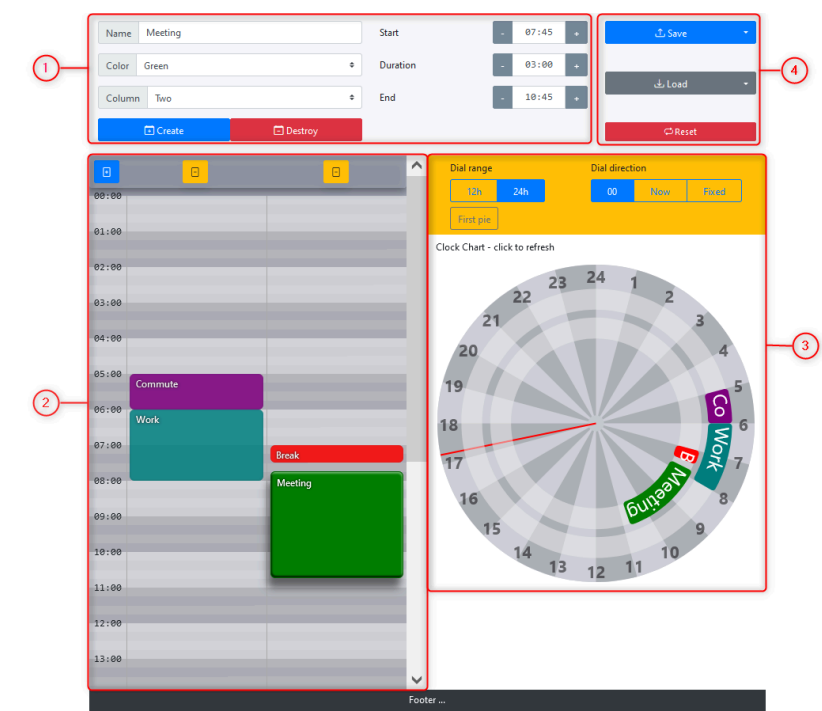 Name Meeting
Start - 07:45 +
Save
1
Color Green
Duration - 03:00 +
4
Column Two
End - 10:45 +
Load
Create Destroy
Reset
00:00
01:00
02:00
03:00
04:00
05:00
Commute
2
06:00
Work
07:00
Break
08:00
Meeting
09:00
10:00
11:00
12:00
13:00
Dial range
Dial direction
12h 24h
00 Now Fixed
First pie
Clock Chart - click to refresh
24
1
2
3
4
5
6
7
8
9
10
11
12
13
14
15
16
17
18
19
20
21
22
23
Co
Work
B
Meeting
3
Footer ...